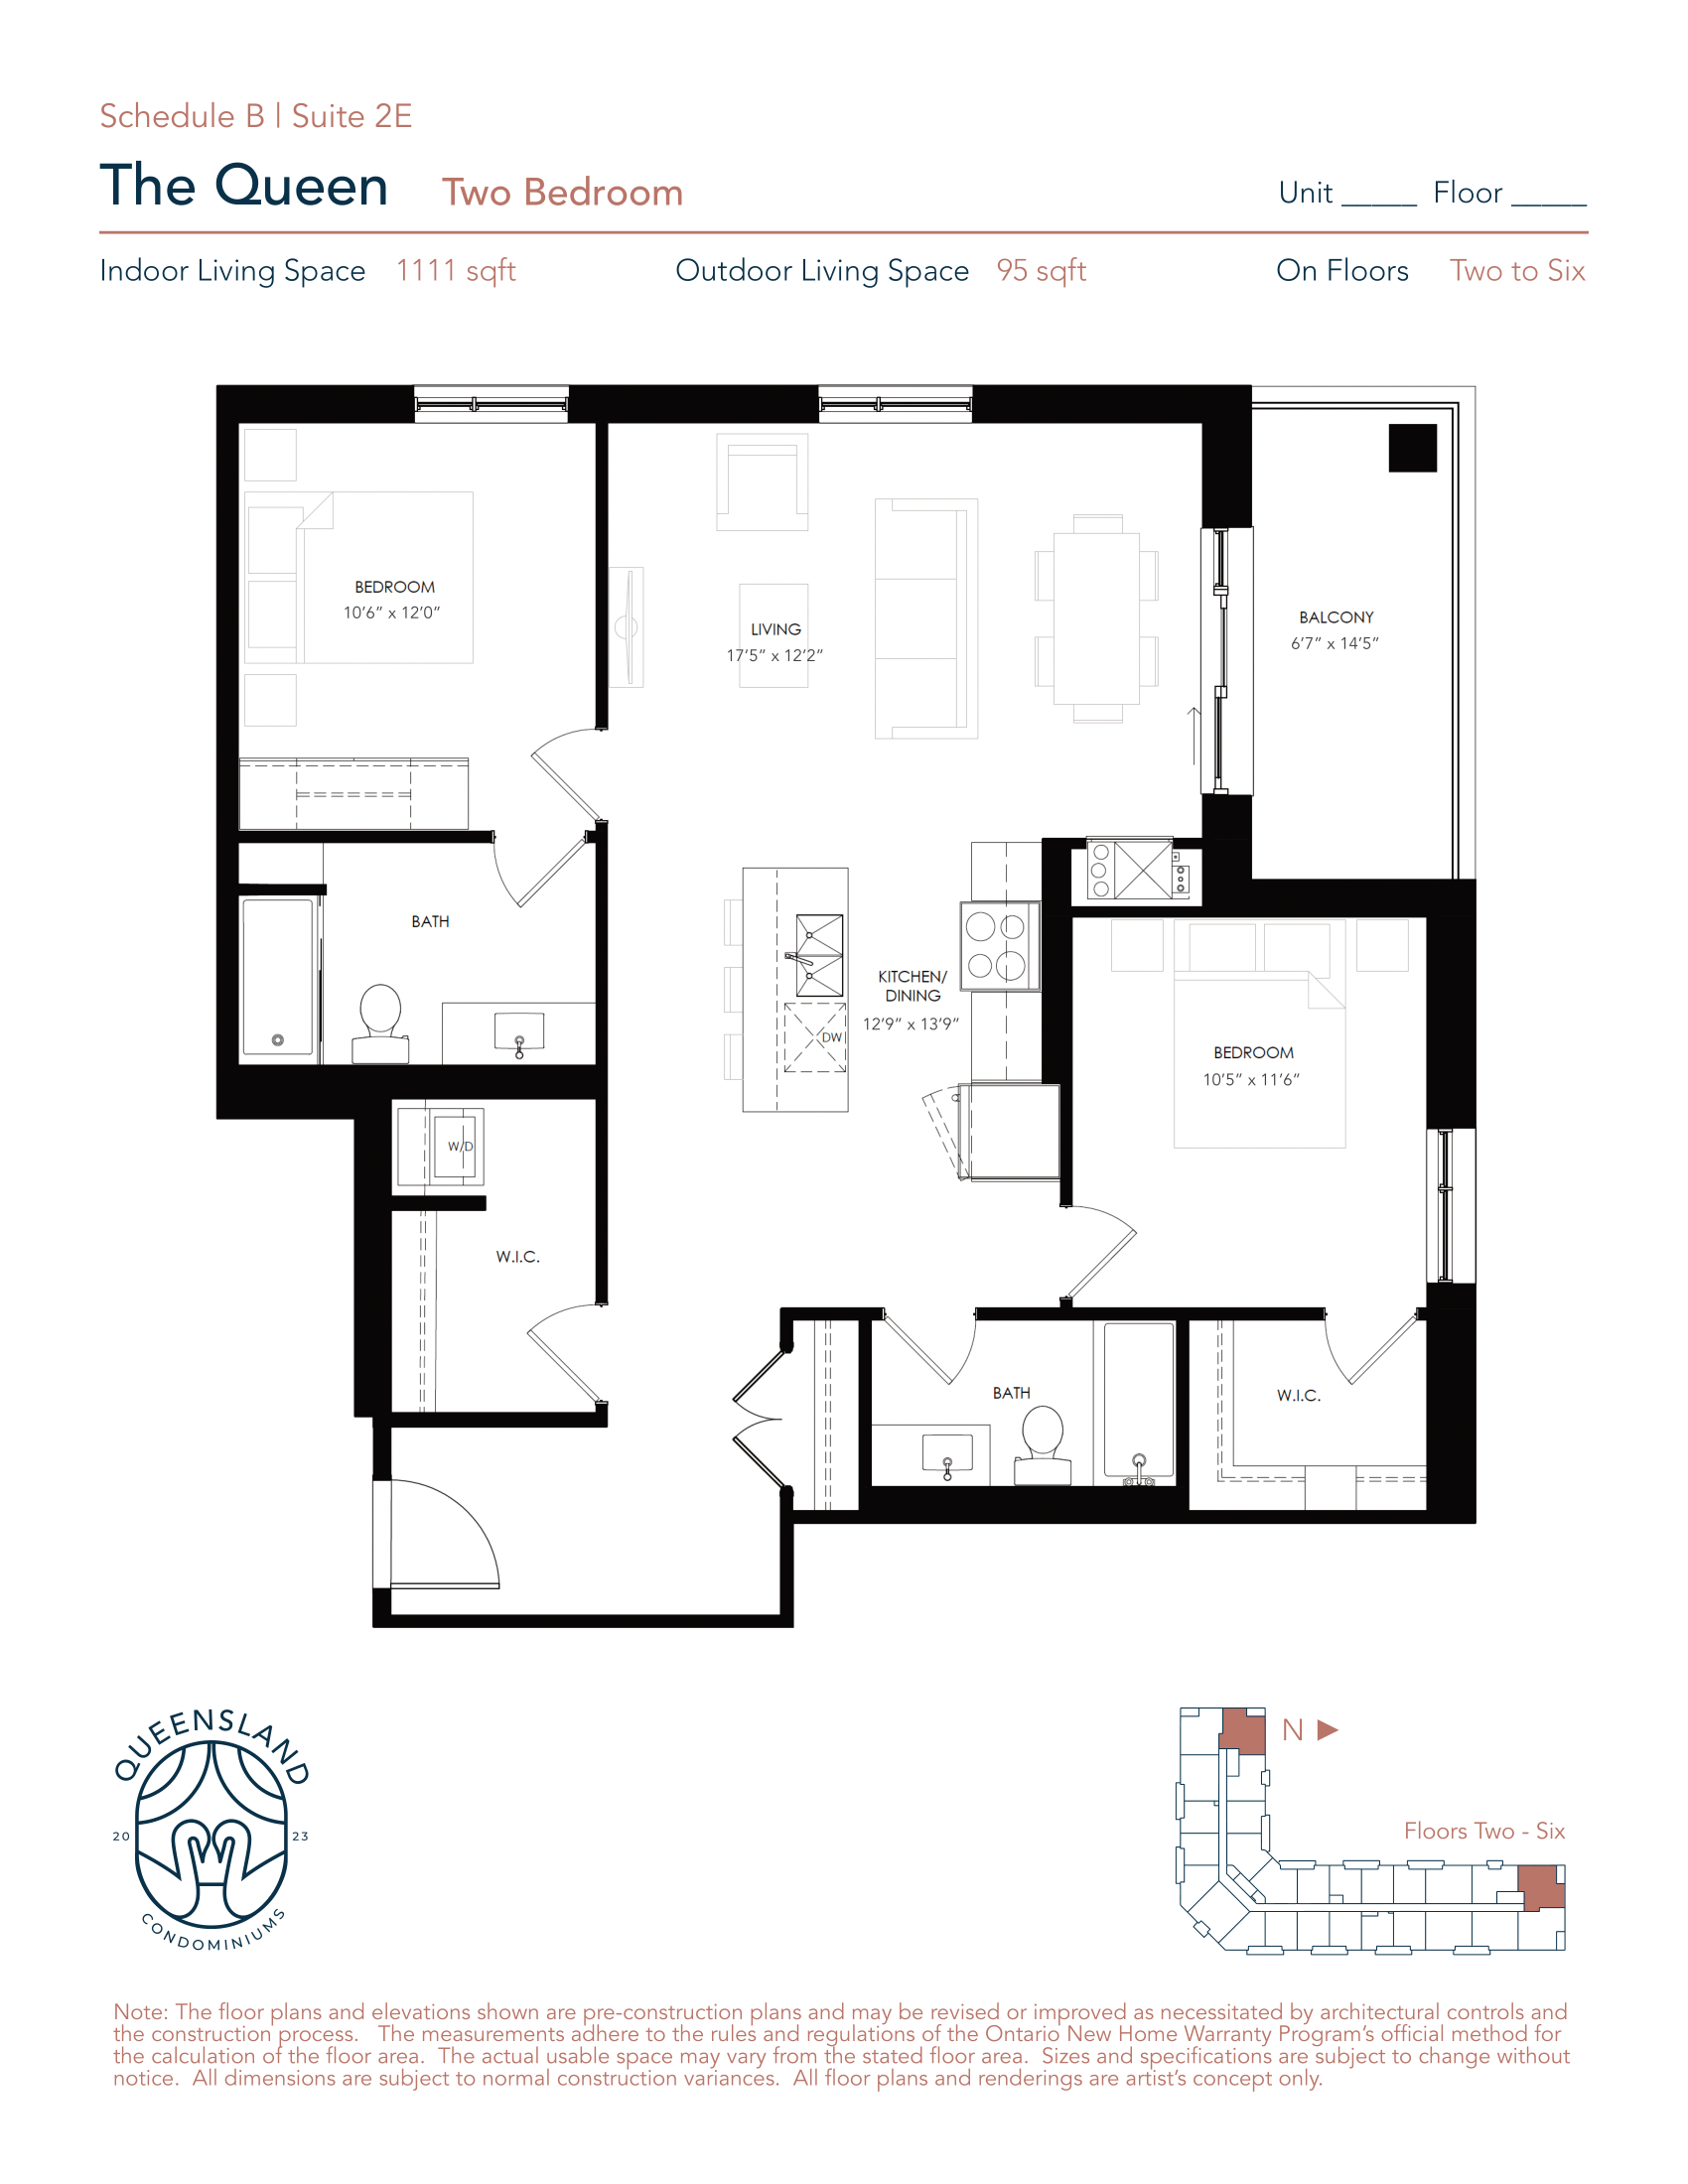 Schedule B | Suite 2E
The Queen Two Bedroom
Unit _____ Floor _____
Indoor Living Space 1111 sqft
Outdoor Living Space 95 sqft
On Floors Two to Six
BEDROOM
10’6” x 12’0”
LIVING
17’5” x 12’2”
BALCONY
6’7” x 14’5”
BATH
KITCHEN/
DINING
12’9” x 13’9”
DW
BEDROOM
10’5” x 11’6”
W/D
W.I.C.
BATH
W.I.C.
QUEENSLAND
20 23
CONDOMINIUMS
N
Floors Two - Six
Note: The floor plans and elevations shown are pre-construction plans and may be revised or improved as necessitated by architectural controls and
the construction process. The measurements adhere to the rules and regulations of the Ontario New Home Warranty Program’s official method for
the calculation of the floor area. The actual usable space may vary from the stated floor area. Sizes and specifications are subject to change without
notice. All dimensions are subject to normal construction variances. All floor plans and renderings are artist’s concept only.